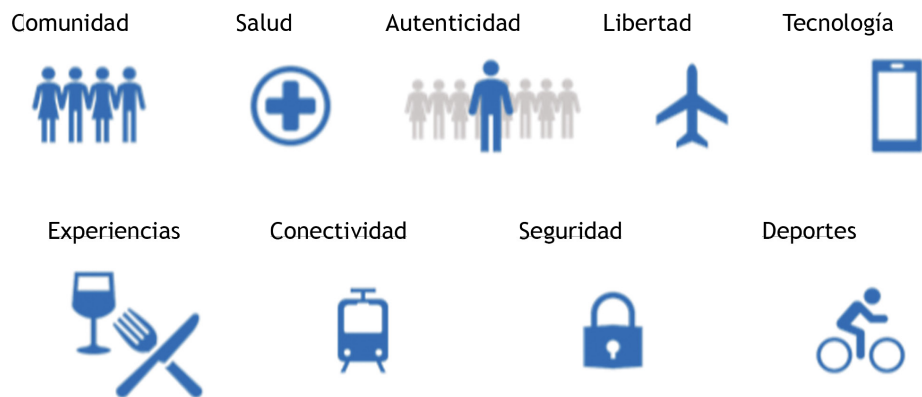 Comunidad Salud Autenticidad Libertad Tecnología
Experiencias Conectividad Seguridad Deportes